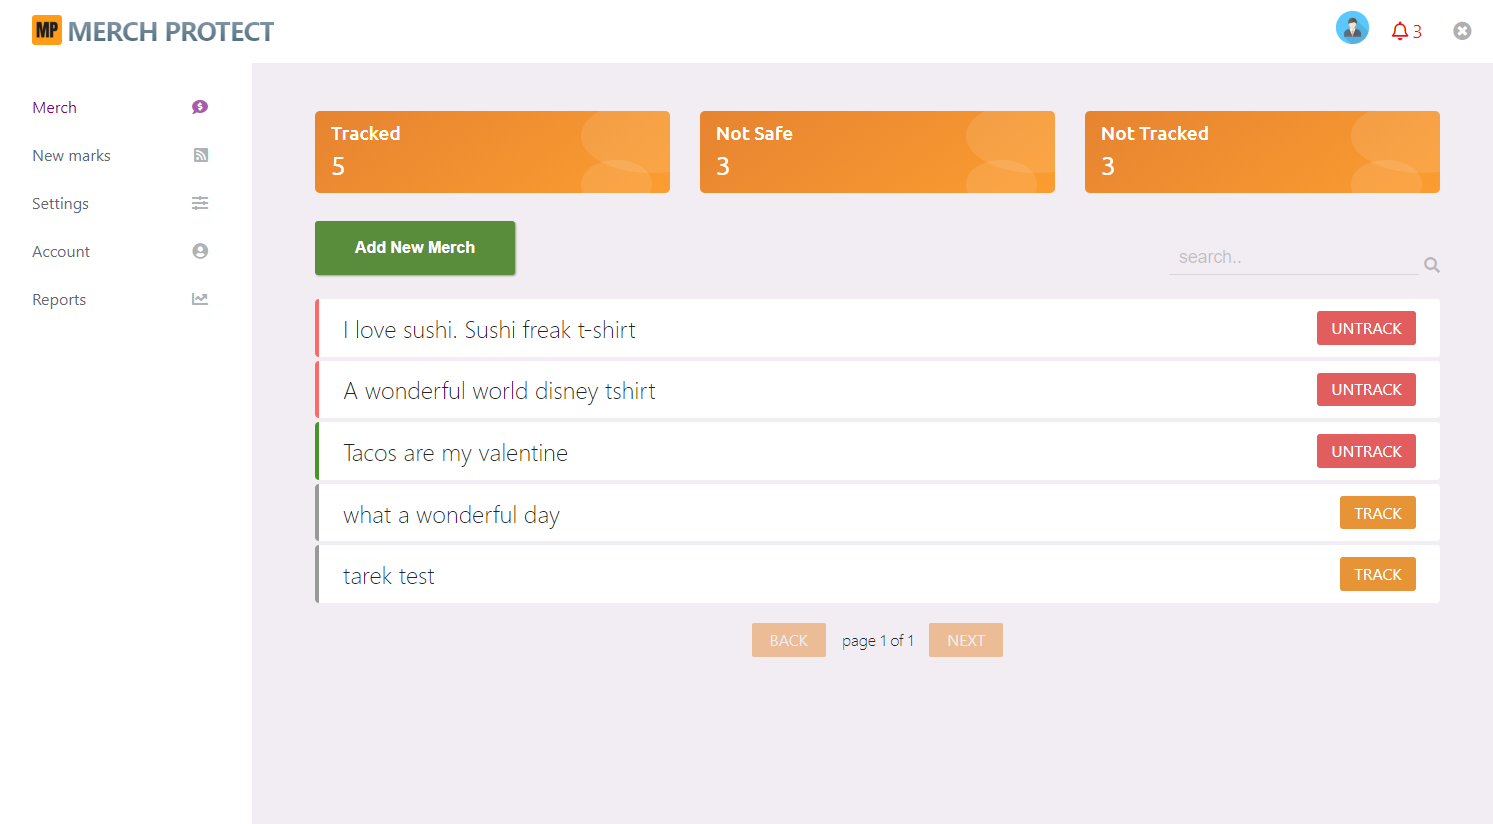 MP MERCH PROTECT
3
Merch
New marks
Settings
Account
Reports
Tracked
5
Not Safe
3
Not Tracked
3
Add New Merch
search..
I love sushi. Sushi freak t-shirt
UNTRACK
A wonderful world disney tshirt
UNTRACK
Tacos are my valentine
UNTRACK
what a wonderful day
TRACK
tarek test
TRACK
BACK page 1 of 1 NEXT